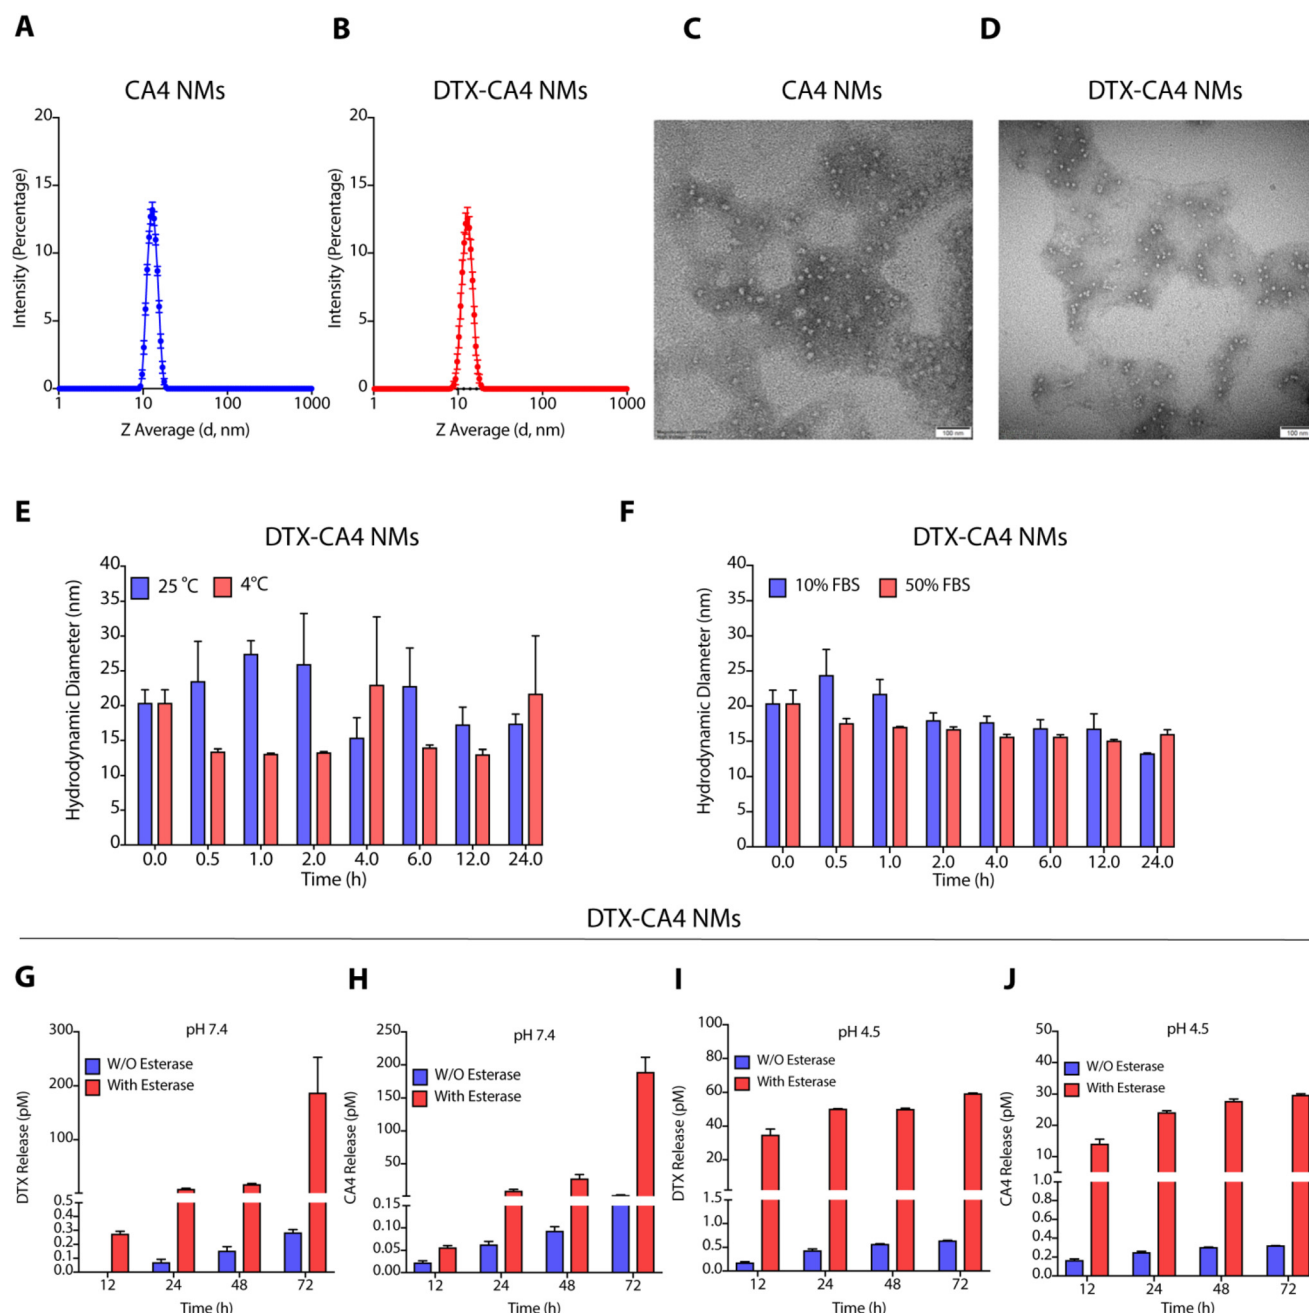 A
B
C
D
CA4 NMs
DTX-CA4 NMs
CA4 NMs
DTX-CA4 NMs
Intensity (Percentage)
20
15
10
5
0
1
10
100
1000
Z Average (d, nm)
Intensity (Percentage)
20
15
10
5
0
1
10
100
1000
Z Average (d, nm)
100 nm
100 nm
E
DTX-CA4 NMs
25 °C
4°C
Hydrodynamic Diameter (nm)
40
35
30
25
20
15
10
5
0
0.0
0.5
1.0
2.0
4.0
6.0
12.0
24.0
Time (h)
F
DTX-CA4 NMs
10% FBS
50% FBS
Hydrodynamic Diameter (nm)
40
35
30
25
20
15
10
5
0
0.0
0.5
1.0
2.0
4.0
6.0
12.0
24.0
Time (h)
DTX-CA4 NMs
G
pH 7.4
W/O Esterase
With Esterase
DTX Release (pM)
300
200
100
0.5
0.4
0.3
0.2
0.1
0.0
12
24
48
72
Time (h)
H
pH 7.4
W/O Esterase
With Esterase
CA4 Release (pM)
250
200
150
100
50
0.15
0.10
0.05
0.00
12
24
48
72
Time (h)
I
pH 4.5
W/O Esterase
With Esterase
DTX Release (pM)
100
80
60
40
20
1.5
1.0
0.5
0.0
12
24
48
72
Time (h)
J
pH 4.5
W/O Esterase
With Esterase
CA4 Release (pM)
50
40
30
20
10
1.0
0.8
0.6
0.4
0.2
0.0
12
24
48
72
Time (h)